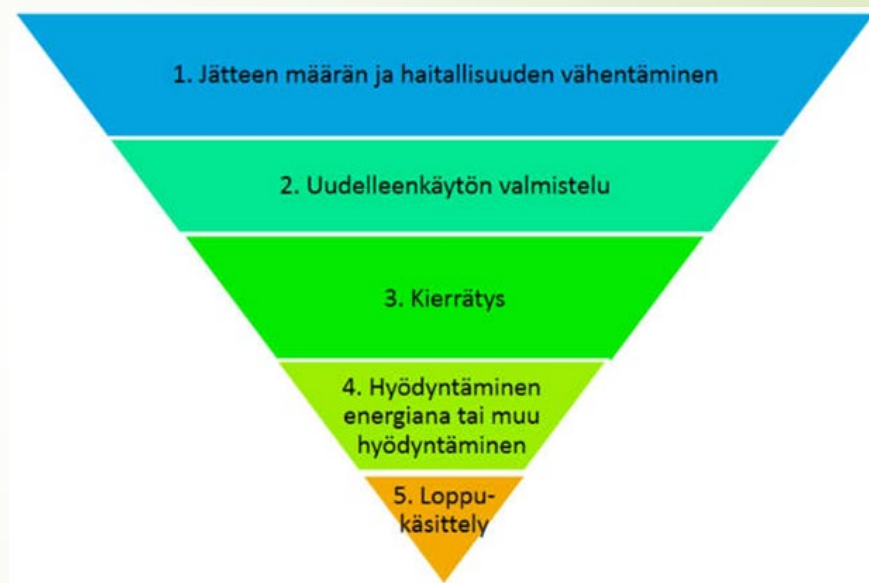 1. Jätteen määrän ja haitallisuuden vähentäminen
2. Uudelleenkäytön valmistelu
3. Kierrätys
4. Hyödyntäminen
energiana tai muu
hyödyntäminen
5. Loppu-
käsittely